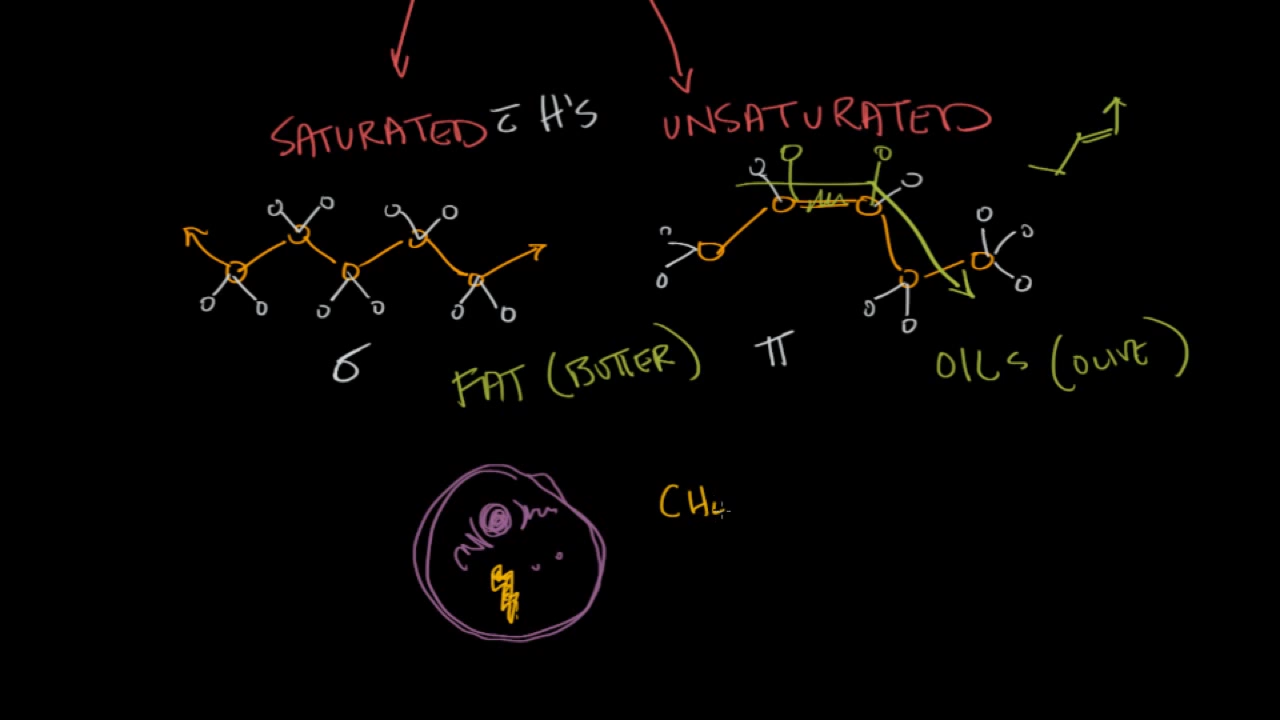 SATURATED c̄ H's
UNSATURATED
σ
FAT (BUTTER)
π
OILS (OLIVE)
CH4